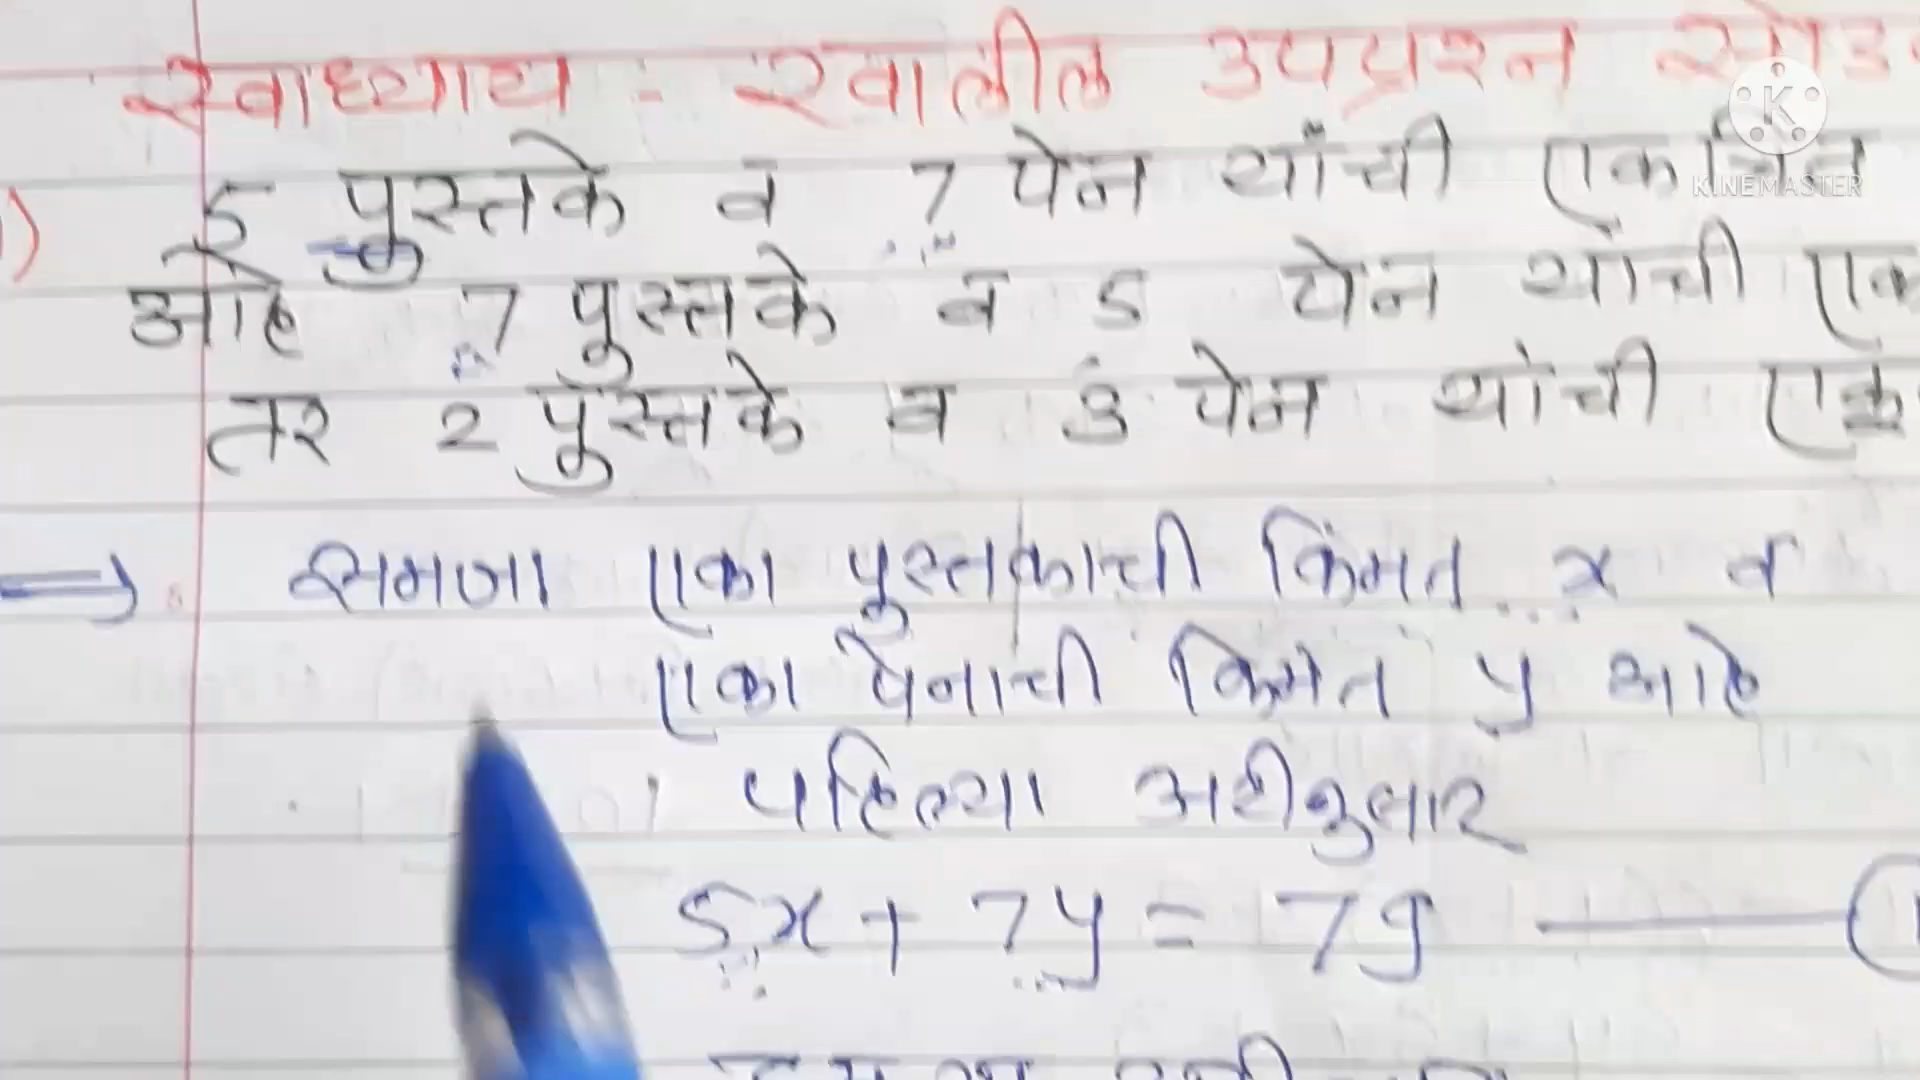 स्वाध्याय - खालील उपप्रश्न सोड
5 पुस्तके व 7 पेन यांची एकत्रित
आहे 7 पुस्तके व 5 पेन यांची एक
तर 2 पुस्तके व 3 पेन यांची एक
समजा एका पुस्तकाची किंमत x व
एका पेनाची किंमत y आहे
पहिल्या अटीनुसार
5x + 7y = 79
K
KINEMASTER